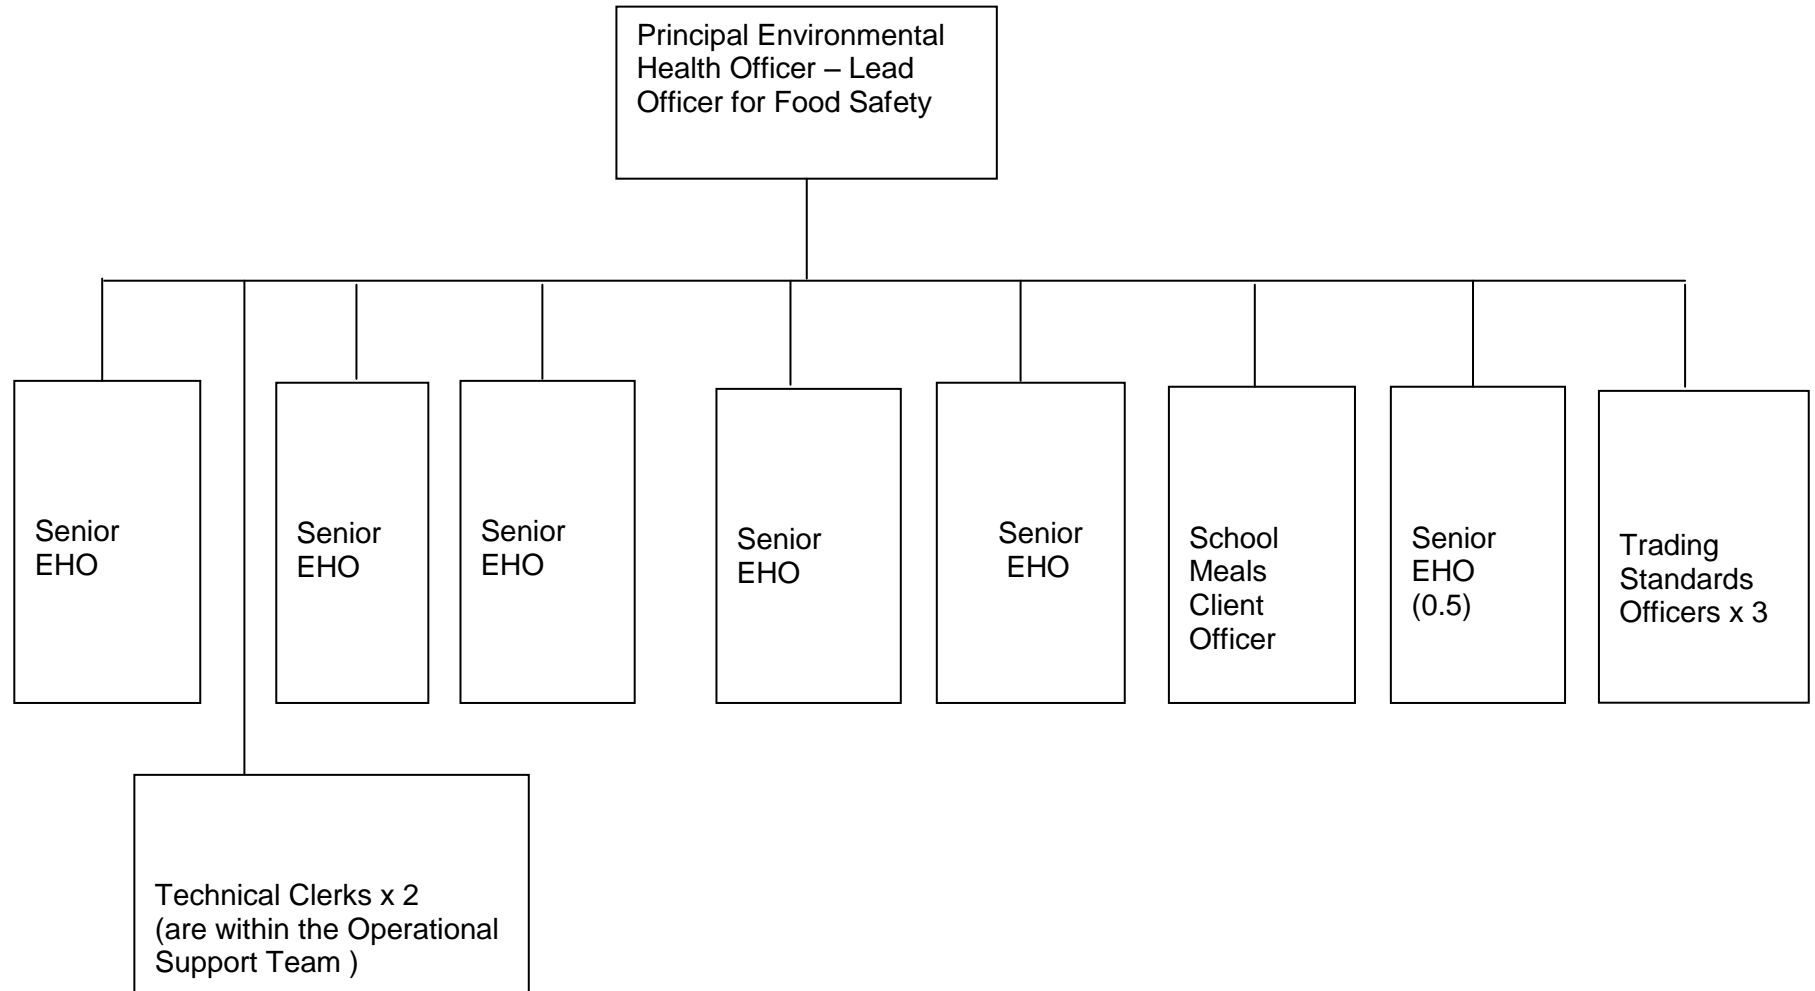 Principal Environmental
Health Officer – Lead
Officer for Food Safety
Senior
EHO
Senior
EHO
Senior
EHO
Senior
EHO
Senior
EHO
School
Meals
Client
Officer
Senior
EHO
(0.5)
Trading
Standards
Officers x 3
Technical Clerks x 2
(are within the Operational
Support Team )